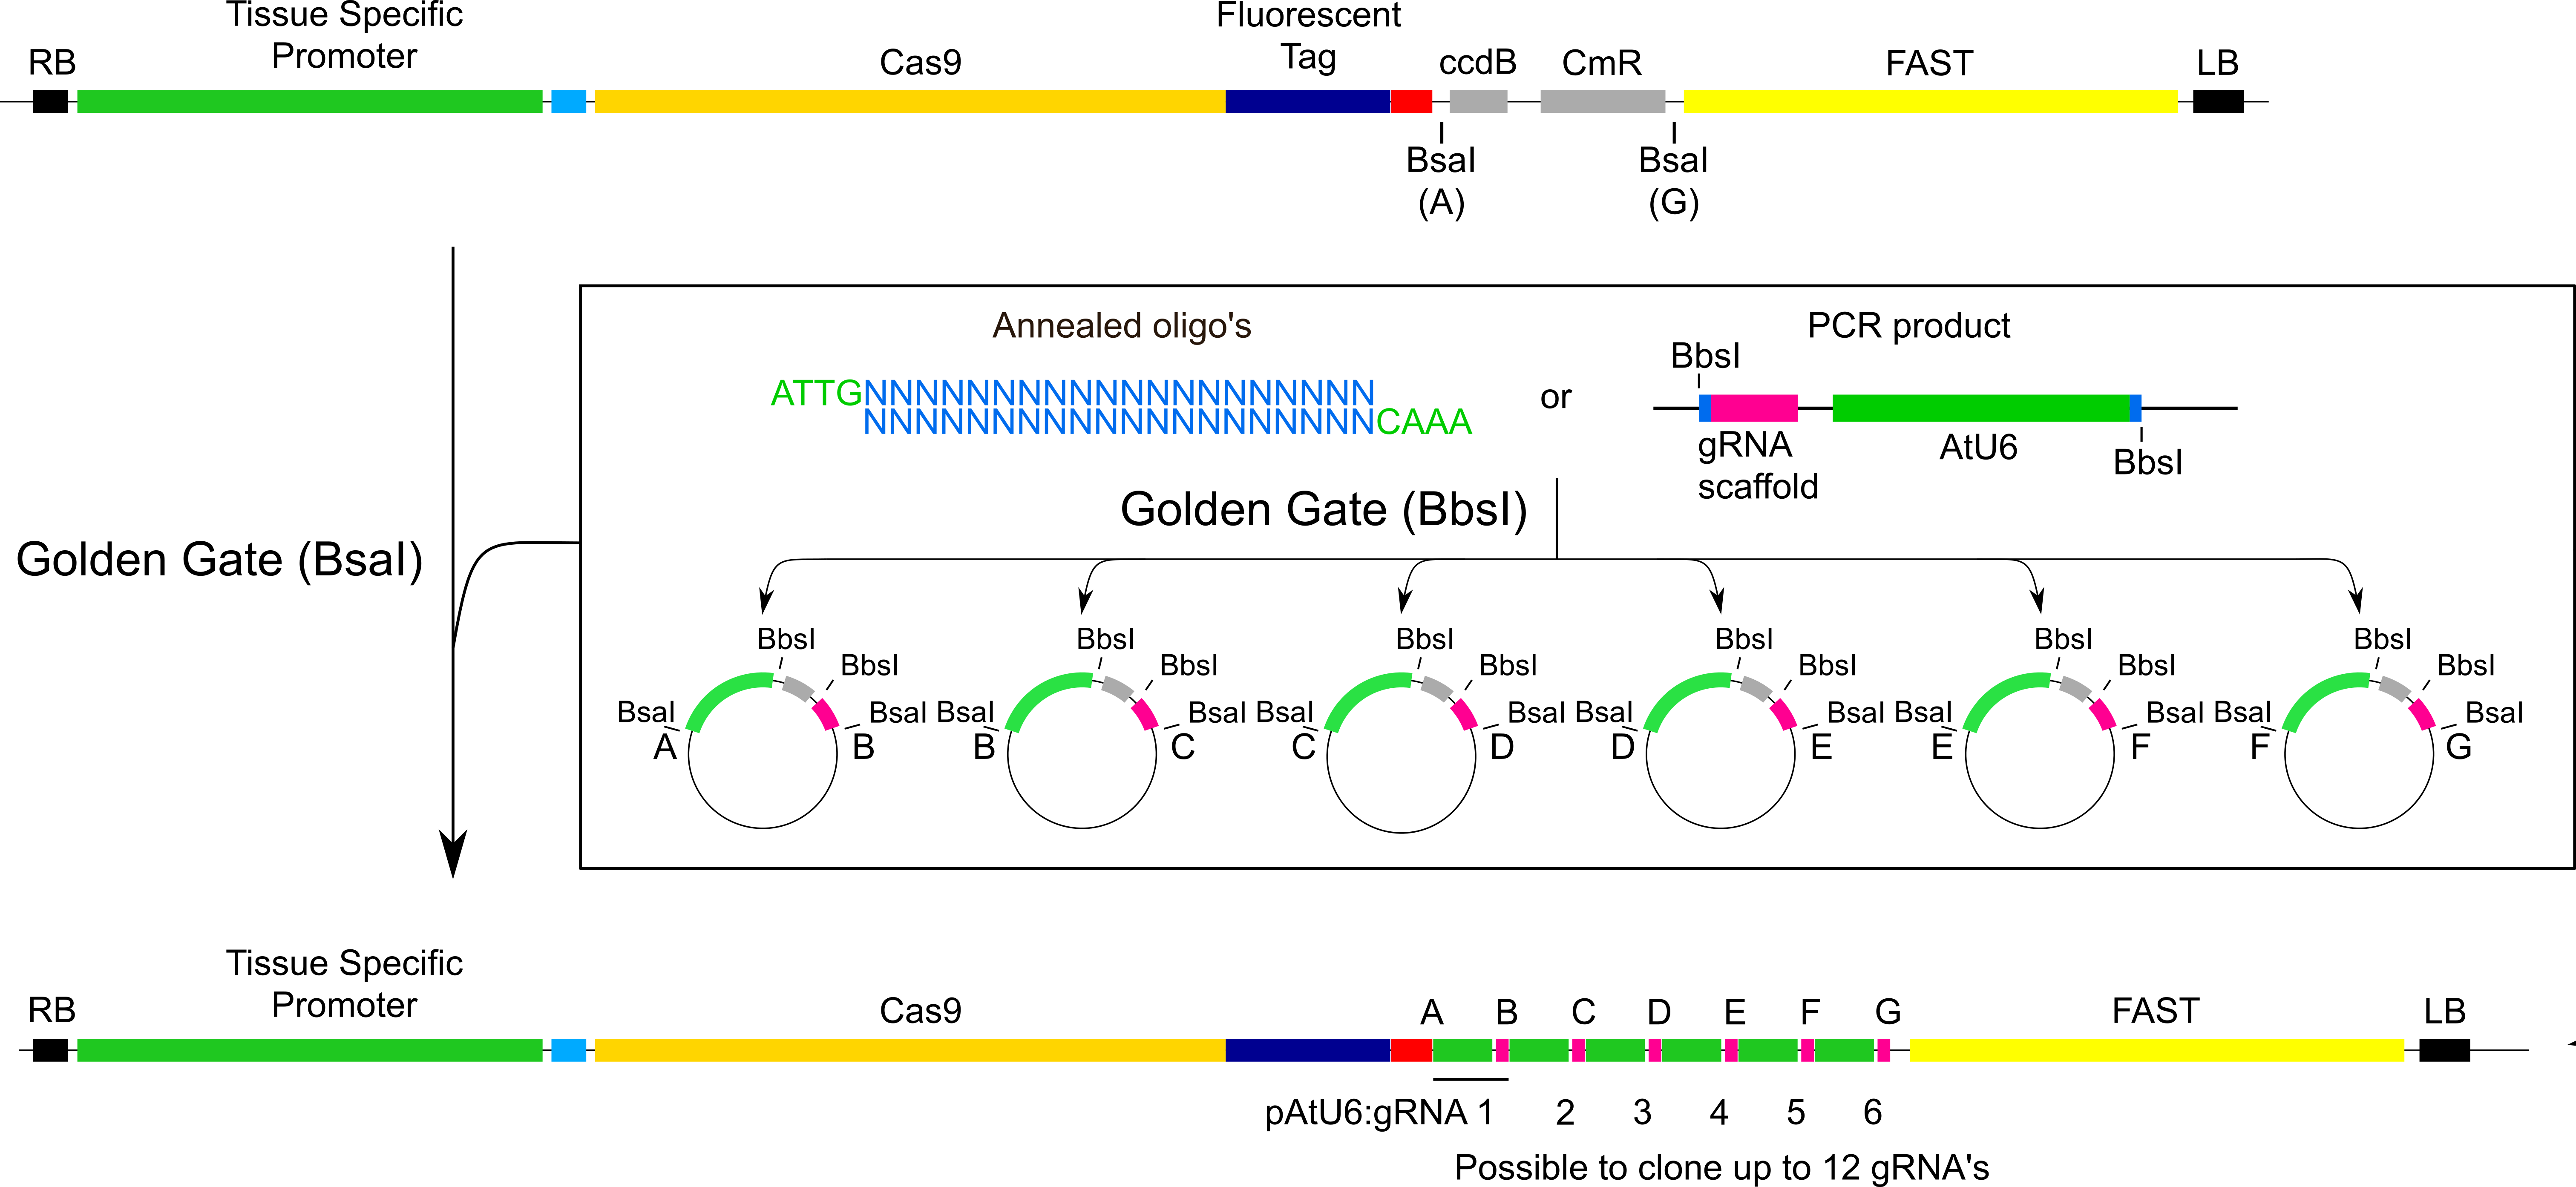 Tissue Specific
Promoter
Fluorescent
Tag
RB
Cas9
ccdB
CmR
FAST
LB
BsaI
(A)
BsaI
(G)
Golden Gate (BsaI)
Annealed oligo's
ATTGNNNNNNNNNNNNNNNNNNNN
NNNNNNNNNNNNNNNNNNNNCAAA
or
PCR product
BbsI
gRNA
scaffold
AtU6
BbsI
Golden Gate (BbsI)
BbsI
BbsI
BsaI
BsaI
A
B
BbsI
BbsI
BsaI
BsaI
B
C
BbsI
BbsI
BsaI
BsaI
C
D
BbsI
BbsI
BsaI
BsaI
D
E
BbsI
BbsI
BsaI
BsaI
E
F
BbsI
BbsI
BsaI
BsaI
F
G
Tissue Specific
Promoter
RB
Cas9
A B C D E F G
FAST
LB
pAtU6:gRNA 1 2 3 4 5 6
Possible to clone up to 12 gRNA's